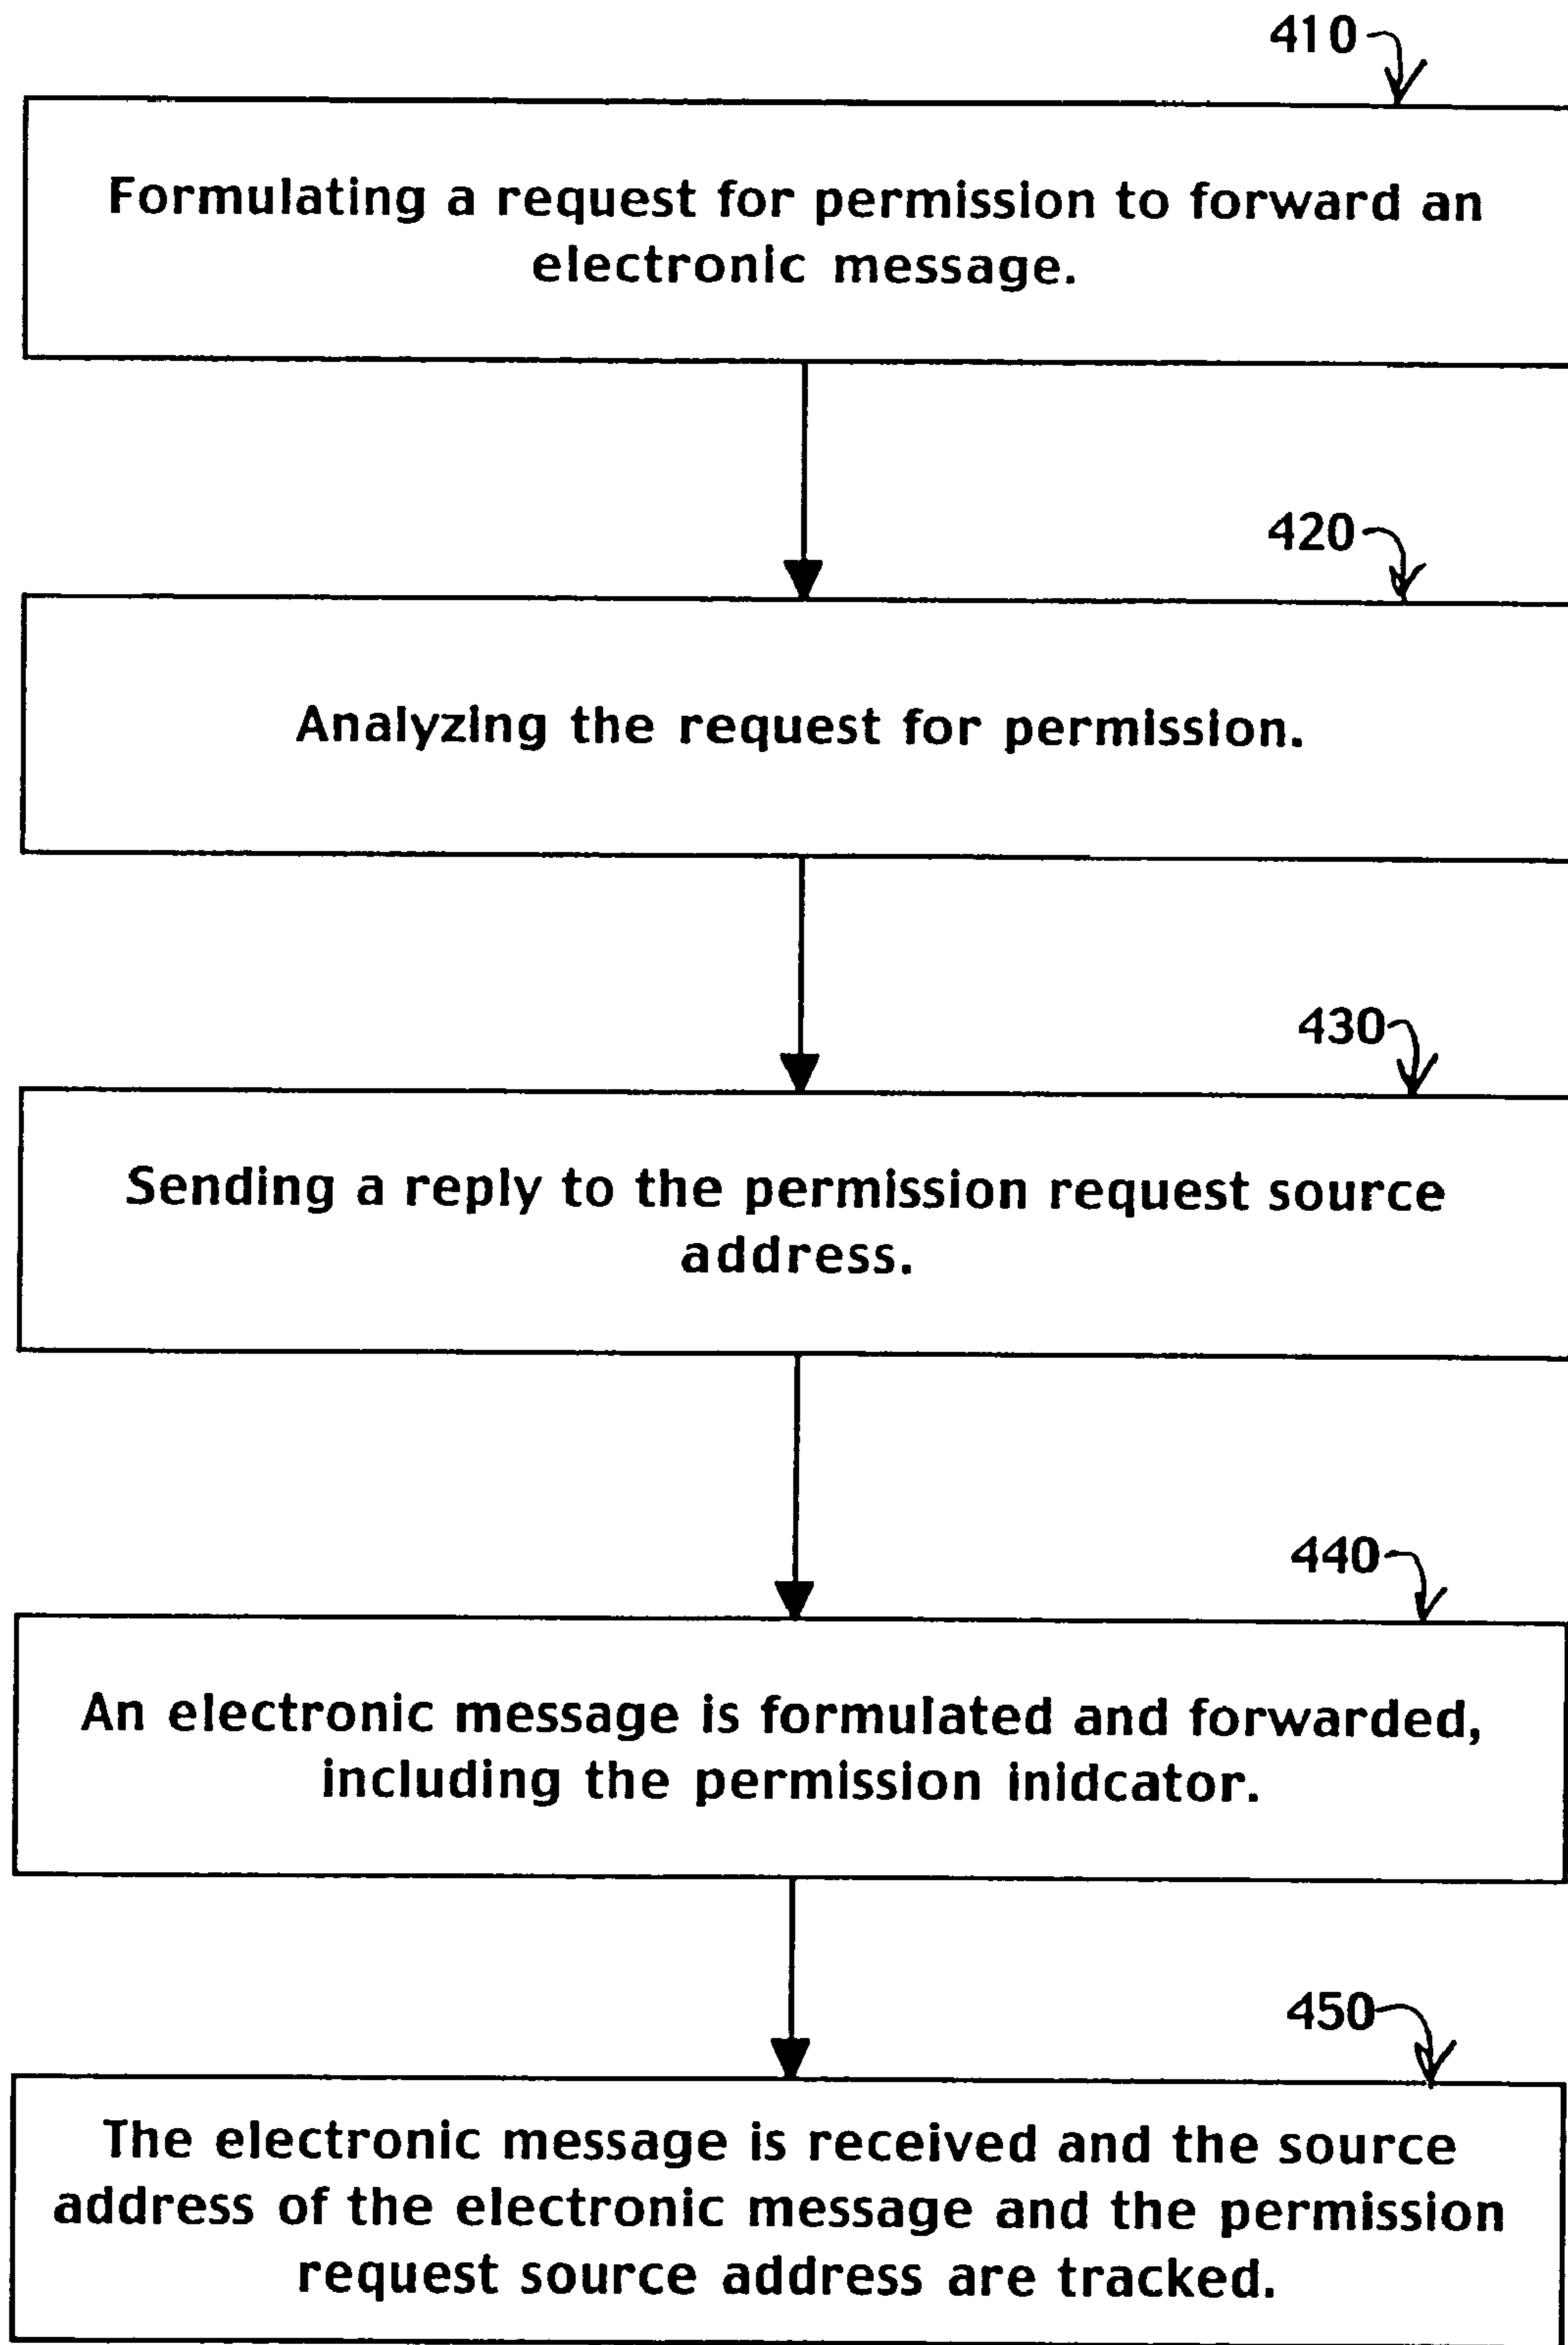 410
Formulating a request for permission to forward an
electronic message.
420
Analyzing the request for permission.
430
Sending a reply to the permission request source
address.
440
An electronic message is formulated and forwarded,
including the permission inidcator.
450
The electronic message is received and the source
address of the electronic message and the permission
request source address are tracked.